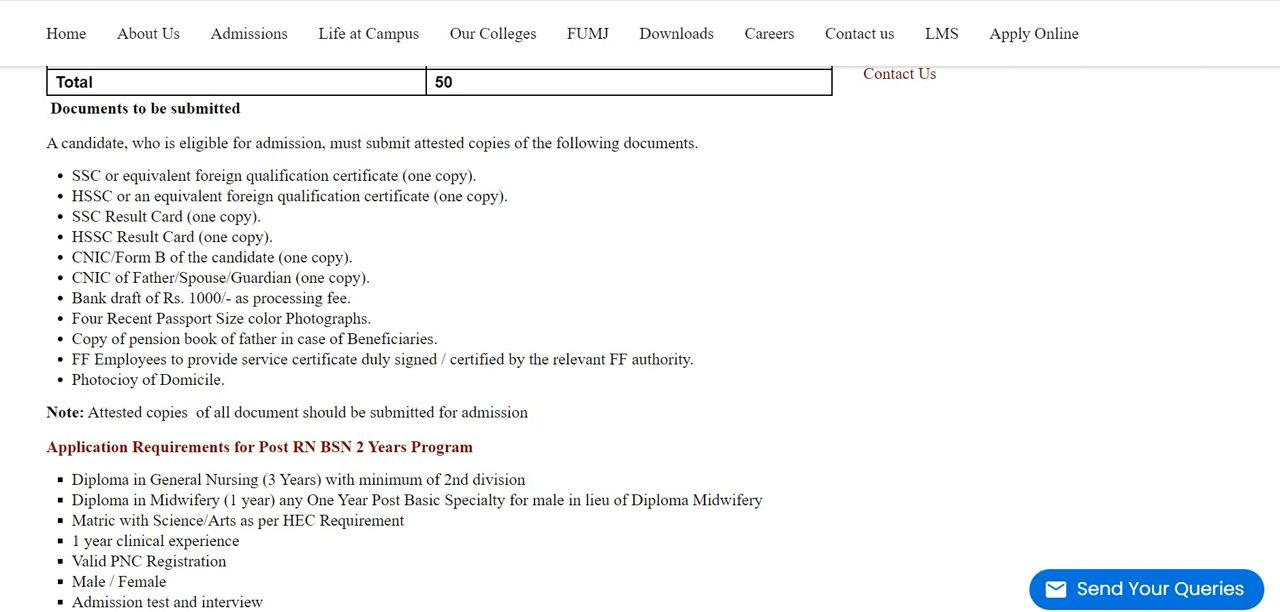 Home About Us Admissions Life at Campus Our Colleges FUMJ Downloads Careers Contact us LMS Apply Online
Total 50
Contact Us
Documents to be submitted
A candidate, who is eligible for admission, must submit attested copies of the following documents.
• SSC or equivalent foreign qualification certificate (one copy).
• HSSC or an equivalent foreign qualification certificate (one copy).
• SSC Result Card (one copy).
• HSSC Result Card (one copy).
• CNIC/Form B of the candidate (one copy).
• CNIC of Father/Spouse/Guardian (one copy).
• Bank draft of Rs. 1000/- as processing fee.
• Four Recent Passport Size color Photographs.
• Copy of pension book of father in case of Beneficiaries.
• FF Employees to provide service certificate duly signed / certified by the relevant FF authority.
• Photocioy of Domicile.
Note: Attested copies of all document should be submitted for admission
Application Requirements for Post RN BSN 2 Years Program
▪ Diploma in General Nursing (3 Years) with minimum of 2nd division
▪ Diploma in Midwifery (1 year) any One Year Post Basic Specialty for male in lieu of Diploma Midwifery
▪ Matric with Science/Arts as per HEC Requirement
▪ 1 year clinical experience
▪ Valid PNC Registration
▪ Male / Female
▪ Admission test and interview
Send Your Queries